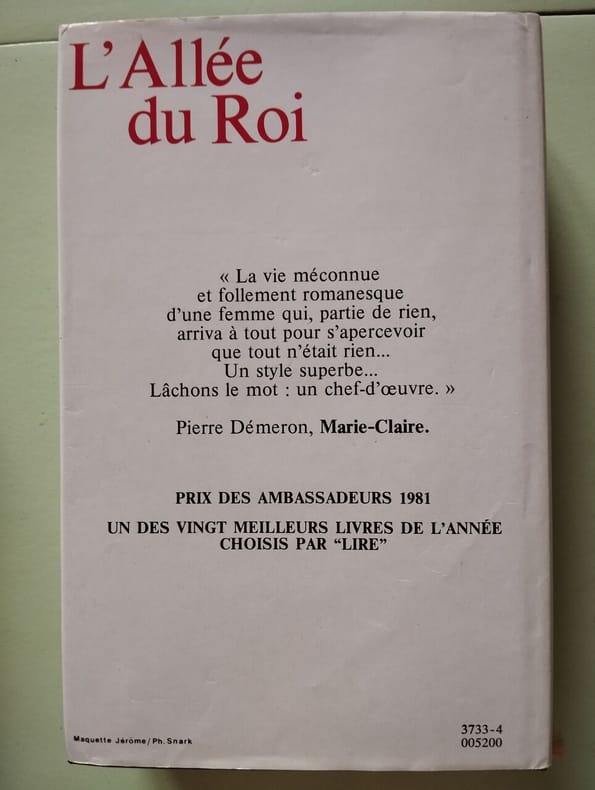 L'Allée
du Roi
« La vie méconnue
et follement romanesque
d'une femme qui, partie de rien,
arriva à tout pour s'apercevoir
que tout n'était rien...
Un style superbe...
Lâchons le mot : un chef-d'œuvre. »
Pierre Démeron, Marie-Claire.
PRIX DES AMBASSADEURS 1981
UN DES VINGT MEILLEURS LIVRES DE L'ANNÉE
CHOISIS PAR “LIRE”
Maquette Jérôme/Ph. Snark
3733-4
005200